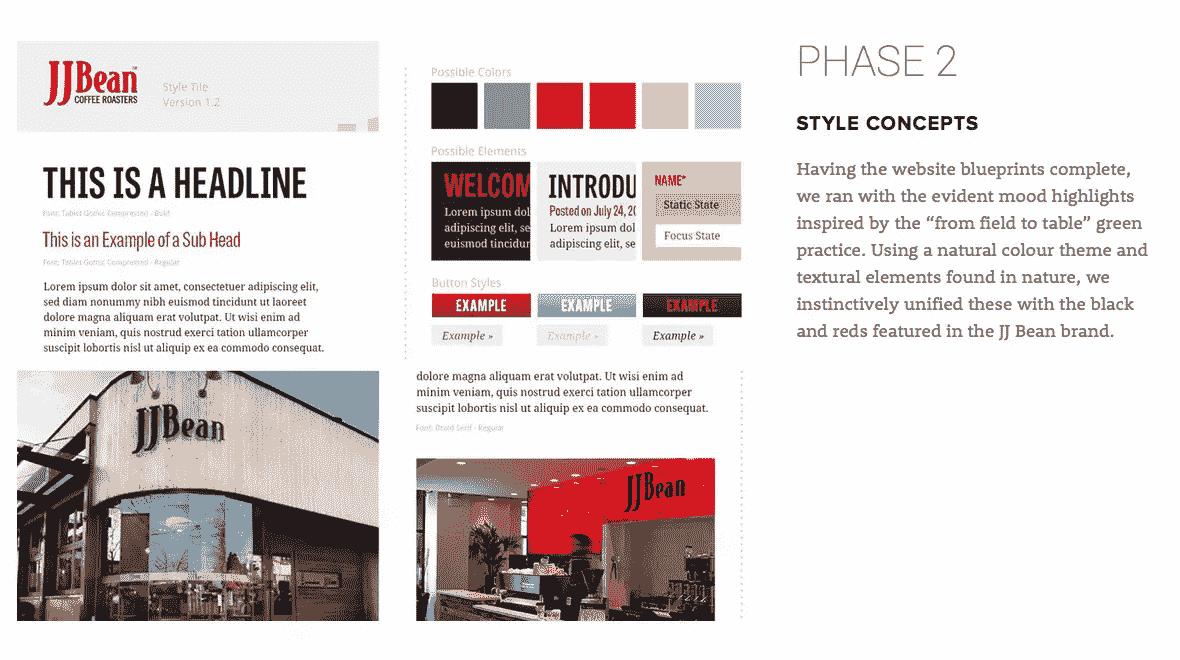 JJBean
™
COFFEE ROASTERS
Style Tile
Version 1.2
THIS IS A HEADLINE
Font: Tablet Gothic Compressed - Bold
This is an Example of a Sub Head
Font: Tablet Gothic Compressed - Regular
Lorem ipsum dolor sit amet, consectetuer adipiscing elit,
sed diam nonummy nibh euismod tincidunt ut laoreet
dolore magna aliquam erat volutpat. Ut wisi enim ad
minim veniam, quis nostrud exerci tation ullamcorper
suscipit lobortis nisl ut aliquip ex ea commodo consequat.
JJBean
Possible Colors
Possible Elements
WELCOM
Lorem ipsum dol
adipiscing elit, se
euismod tincidun
INTRODU
Posted on July 24, 20
Lorem ipsum dol
adipiscing elit, se
NAME*
Static State
Focus State
Button Styles
EXAMPLE
EXAMPLE
EXAMPLE
Example »
Example »
Example »
dolore magna aliquam erat volutpat. Ut wisi enim ad
minim veniam, quis nostrud exerci tation ullamcorper
suscipit lobortis nisl ut aliquip ex ea commodo consequat.
Font: Droid Serif - Regular
JJBean
PHASE 2
STYLE CONCEPTS
Having the website blueprints complete,
we ran with the evident mood highlights
inspired by the “from field to table” green
practice. Using a natural colour theme and
textural elements found in nature, we
instinctively unified these with the black
and reds featured in the JJ Bean brand.